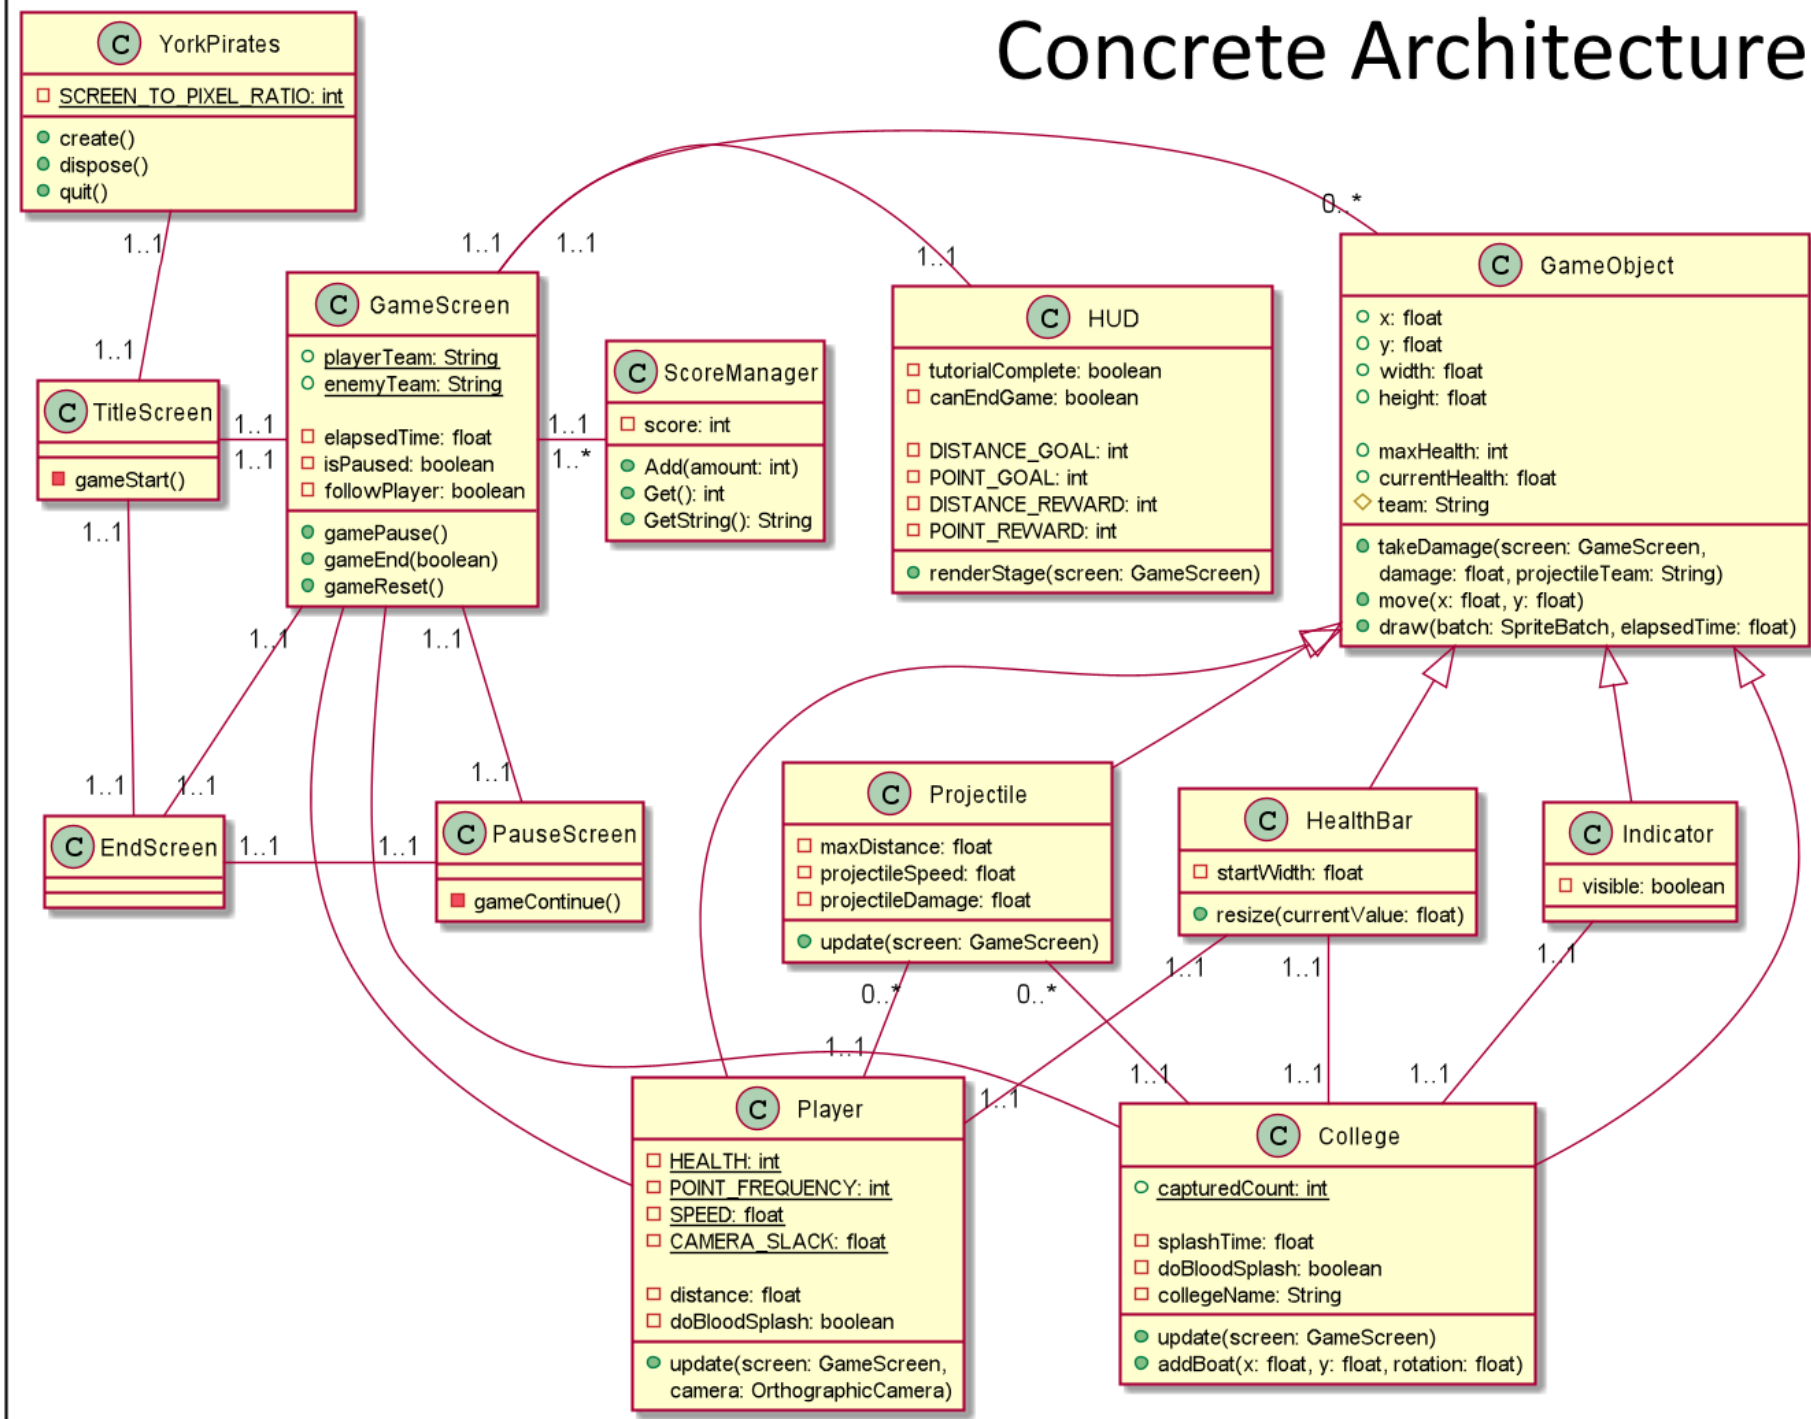 Concrete Architecture
C YorkPirates
SCREEN_TO_PIXEL_RATIO: int
create()
dispose()
quit()
1..1
1..1
C TitleScreen
gameStart()
1..1
1..1
1..1
1..1
1..1
1..1
0..*
1..1
C GameScreen
playerTeam: String
enemyTeam: String
elapsedTime: float
isPaused: boolean
followPlayer: boolean
gamePause()
gameEnd(boolean)
gameReset()
1..1
1..*
C ScoreManager
score: int
Add(amount: int)
Get(): int
GetString(): String
C HUD
tutorialComplete: boolean
canEndGame: boolean
DISTANCE_GOAL: int
POINT_GOAL: int
DISTANCE_REWARD: int
POINT_REWARD: int
renderStage(screen: GameScreen)
C GameObject
x: float
y: float
width: float
height: float
maxHealth: int
currentHealth: float
team: String
takeDamage(screen: GameScreen,
damage: float, projectileTeam: String)
move(x: float, y: float)
draw(batch: SpriteBatch, elapsedTime: float)
1..1
1..1
1..1
1..1
C EndScreen
1..1
1..1
C PauseScreen
gameContinue()
C Projectile
maxDistance: float
projectileSpeed: float
projectileDamage: float
update(screen: GameScreen)
C HealthBar
startWidth: float
resize(currentValue: float)
C Indicator
visible: boolean
0..*
0..*
1..1
1..1
1..1
1..1
1..1
1..1
1..1
1..1
C Player
HEALTH: int
POINT_FREQUENCY: int
SPEED: float
CAMERA_SLACK: float
distance: float
doBloodSplash: boolean
update(screen: GameScreen,
camera: OrthographicCamera)
C College
capturedCount: int
splashTime: float
doBloodSplash: boolean
collegeName: String
update(screen: GameScreen)
addBoat(x: float, y: float, rotation: float)